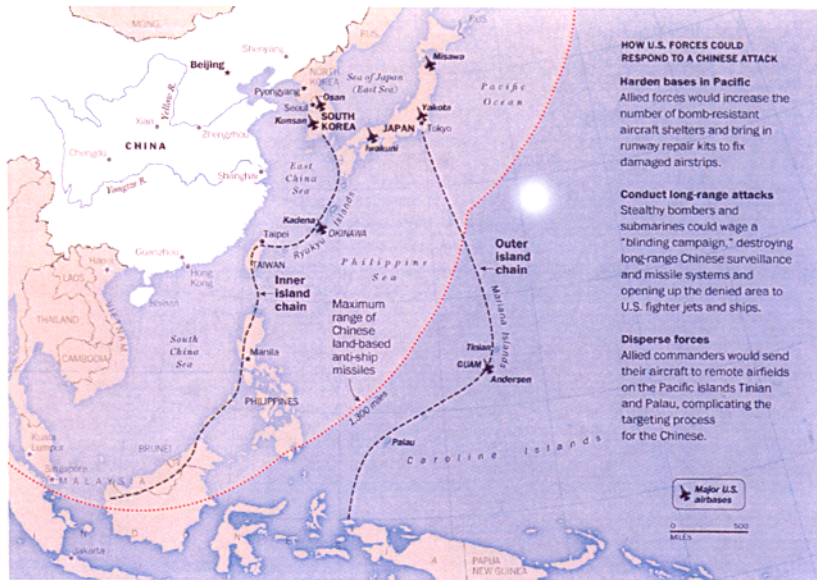 MONG.
RUS.
RUS.
Shenyang
Beijing
NORTH
KOREA
Sea of Japan
(East Sea)
Misawa
Pacific
Ocean
Pyongyang
Osan
Seoul
Kunsan
SOUTH
KOREA
JAPAN
Yakota
Tokyo
Iwakuni
Yellow R.
Xian
Zhengzhou
CHINA
Chengdu
Yangtze R.
Shanghai
East
China
Sea
Kadena
OKINAWA
Ryukyu Islands
Taipei
TAIWAN
Guangzhou
Hong
Kong
Hanoi
LAOS
VIETNAM
THAILAND
CAMBODIA
Hainan
Inner
island
chain
Philippine
Sea
Outer
island
chain
Mariana Islands
Maximum
range of
Chinese
land-based
anti-ship
missiles
1,300 miles
South
China
Sea
Manila
PHILIPPINES
Tinian
GUAM
Andersen
Palau
Caroline Islands
Kuala
Lumpur
BRUNEI
Singapore
MALAYSIA
Jakarta
I N D O N E
I A
PAPUA
NEW GUINEA
HOW U.S. FORCES COULD
RESPOND TO A CHINESE ATTACK
Harden bases in Pacific
Allied forces would increase the
number of bomb-resistant
aircraft shelters and bring in
runway repair kits to fix
damaged airstrips.
Conduct long-range attacks
Stealthy bombers and
submarines could wage a
"blinding campaign," destroying
long-range Chinese surveillance
and missile systems and
opening up the denied area to
U.S. fighter jets and ships.
Disperse forces
Allied commanders would send
their aircraft to remote airfields
on the Pacific islands Tinian
and Palau, complicating the
targeting process
for the Chinese.
Major U.S.
airbases
0 500
MILES